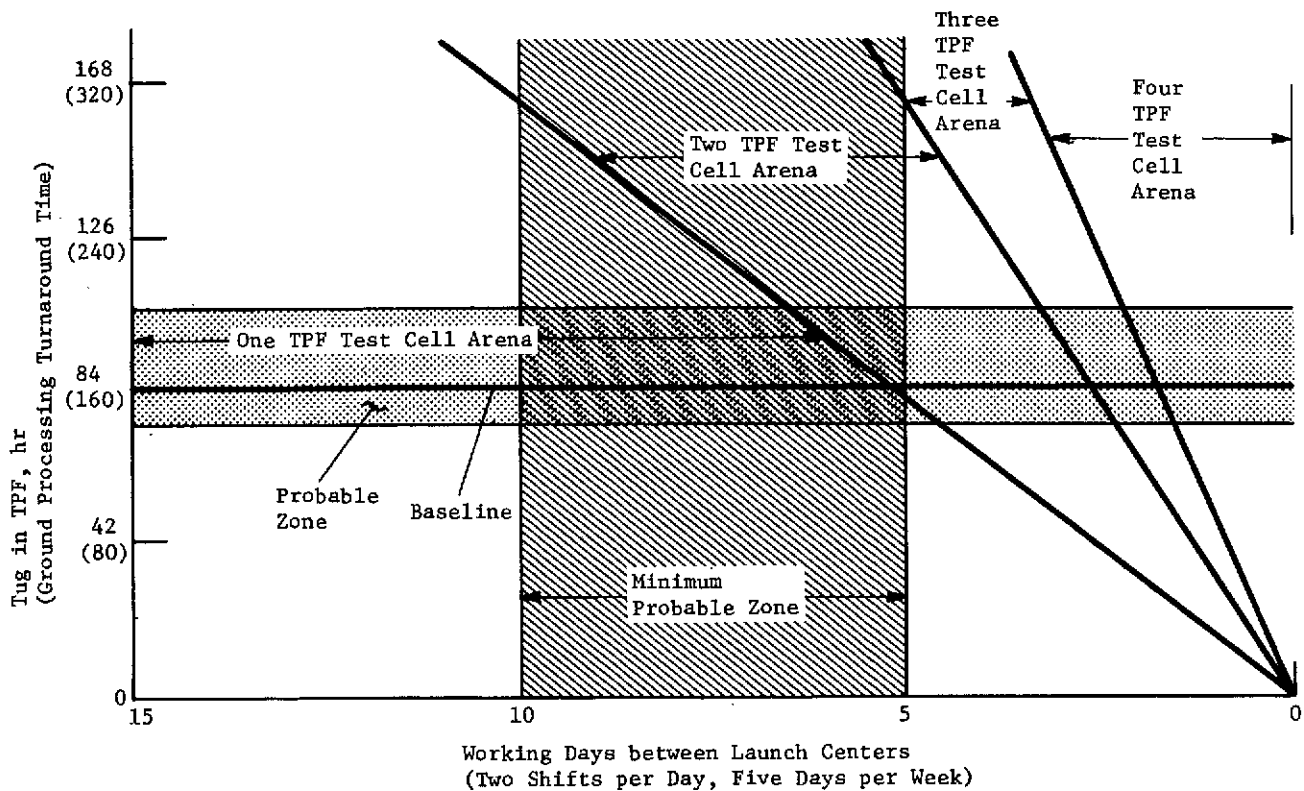 Three
TPF
Test
Cell
Arena
Four
TPF
Test
Cell
Arena
Two TPF Test
Cell Arena
One TPF Test Cell Arena
Probable
Zone
Baseline
Minimum
Probable Zone
Tug in TPF, hr
(Ground Processing Turnaround Time)
168
(320)
126
(240)
84
(160)
42
(80)
0
15
10
5
0
Working Days between Launch Centers
(Two Shifts per Day, Five Days per Week)